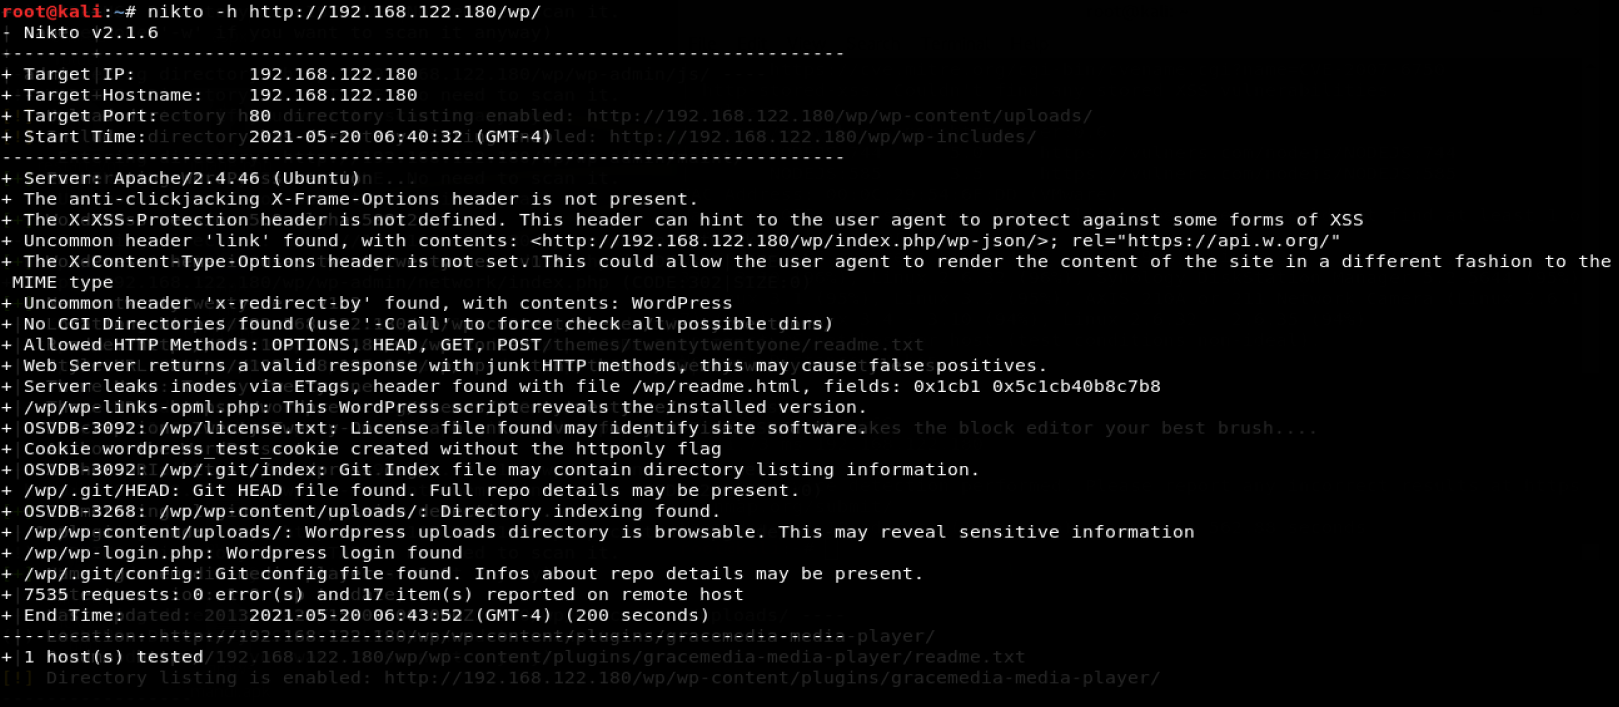 root@kali:~# nikto -h http://192.168.122.180/wp/
- Nikto v2.1.6
---------------------------------------------------------------------------
+ Target IP:          192.168.122.180
+ Target Hostname:    192.168.122.180
+ Target Port:        80
+ Start Time:         2021-05-20 06:40:32 (GMT-4)
---------------------------------------------------------------------------
+ Server: Apache/2.4.46 (Ubuntu)
+ The anti-clickjacking X-Frame-Options header is not present.
+ The X-XSS-Protection header is not defined. This header can hint to the user agent to protect against some forms of XSS
+ Uncommon header 'link' found, with contents: <http://192.168.122.180/wp/index.php/wp-json/>; rel="https://api.w.org/"
+ The X-Content-Type-Options header is not set. This could allow the user agent to render the content of the site in a different fashion to the
 MIME type
+ Uncommon header 'x-redirect-by' found, with contents: WordPress
+ No CGI Directories found (use '-C all' to force check all possible dirs)
+ Allowed HTTP Methods: OPTIONS, HEAD, GET, POST
+ Web Server returns a valid response with junk HTTP methods, this may cause false positives.
+ Server leaks inodes via ETags, header found with file /wp/readme.html, fields: 0x1cb1 0x5c1cb40b8c7b8
+ /wp/wp-links-opml.php: This WordPress script reveals the installed version.
+ OSVDB-3092: /wp/license.txt: License file found may identify site software.
+ Cookie wordpress_test_cookie created without the httponly flag
+ OSVDB-3092: /wp/.git/index: Git Index file may contain directory listing information.
+ /wp/.git/HEAD: Git HEAD file found. Full repo details may be present.
+ OSVDB-3268: /wp/wp-content/uploads/: Directory indexing found.
+ /wp/wp-content/uploads/: Wordpress uploads directory is browsable. This may reveal sensitive information
+ /wp/wp-login.php: Wordpress login found
+ /wp/.git/config: Git config file found. Infos about repo details may be present.
+ 7535 requests: 0 error(s) and 17 item(s) reported on remote host
+ End Time:           2021-05-20 06:43:52 (GMT-4) (200 seconds)
---------------------------------------------------------------------------
+ 1 host(s) tested
[!] Directory listing is enabled: http://192.168.122.180/wp/wp-content/plugins/gracemedia-media-player/